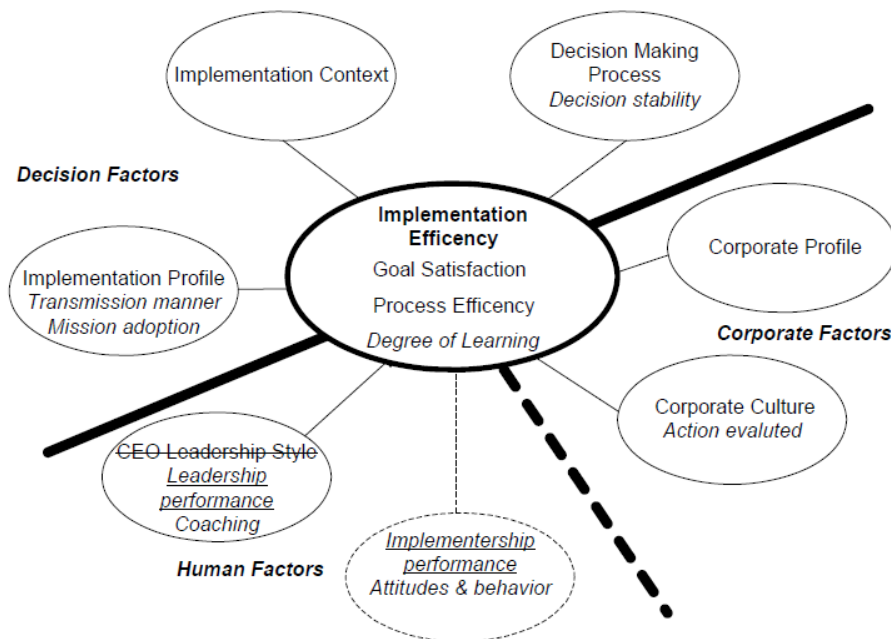 Implementation Context
Decision Making
Process
Decision stability
Decision Factors
Implementation
Efficency
Goal Satisfaction
Process Efficency
Degree of Learning
Corporate Profile
Implementation Profile
Transmission manner
Mission adoption
Corporate Factors
Corporate Culture
Action evaluted
CEO Leadership Style
Leadership
performance
Coaching
Implementership
performance
Attitudes & behavior
Human Factors